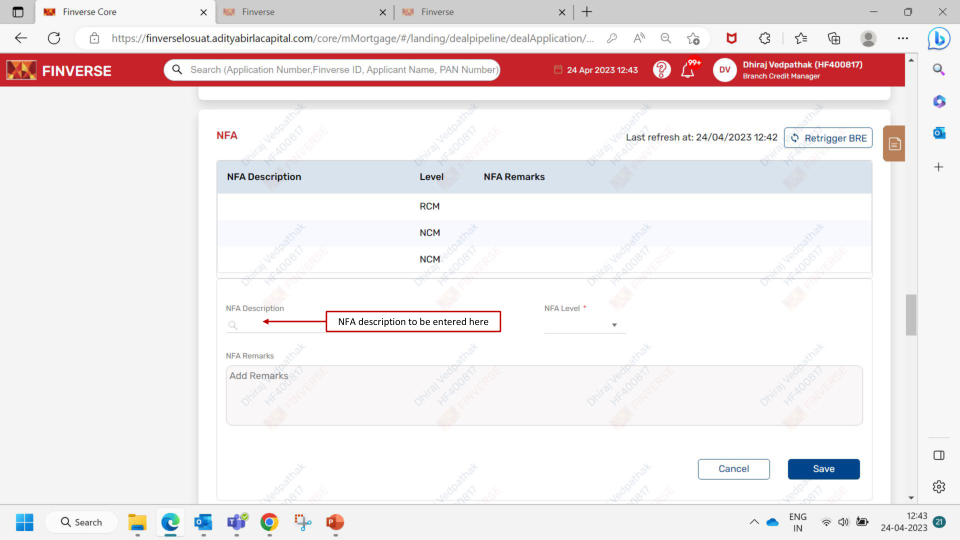 Finverse Core
Finverse
Finverse
https://finverselosuat.adityabirlacapital.com/core/mMortgage/#/landing/dealpipeline/dealApplication/...
FINVERSE
Search (Application Number,Finverse ID, Applicant Name, PAN Number)
24 Apr 2023 12:43
99+
DV
Dhiraj Vedpathak (HF400817)
Branch Credit Manager
NFA
Last refresh at: 24/04/2023 12:42
Retrigger BRE
NFA Description Level NFA Remarks
RCM
NCM
NCM
NFA Description
NFA Level *
NFA description to be entered here
NFA Remarks
Add Remarks
Cancel
Save
Dhiraj Vedpathak
HF400817
FINVERSE
Search
ENG
IN
12:43
24-04-2023
21